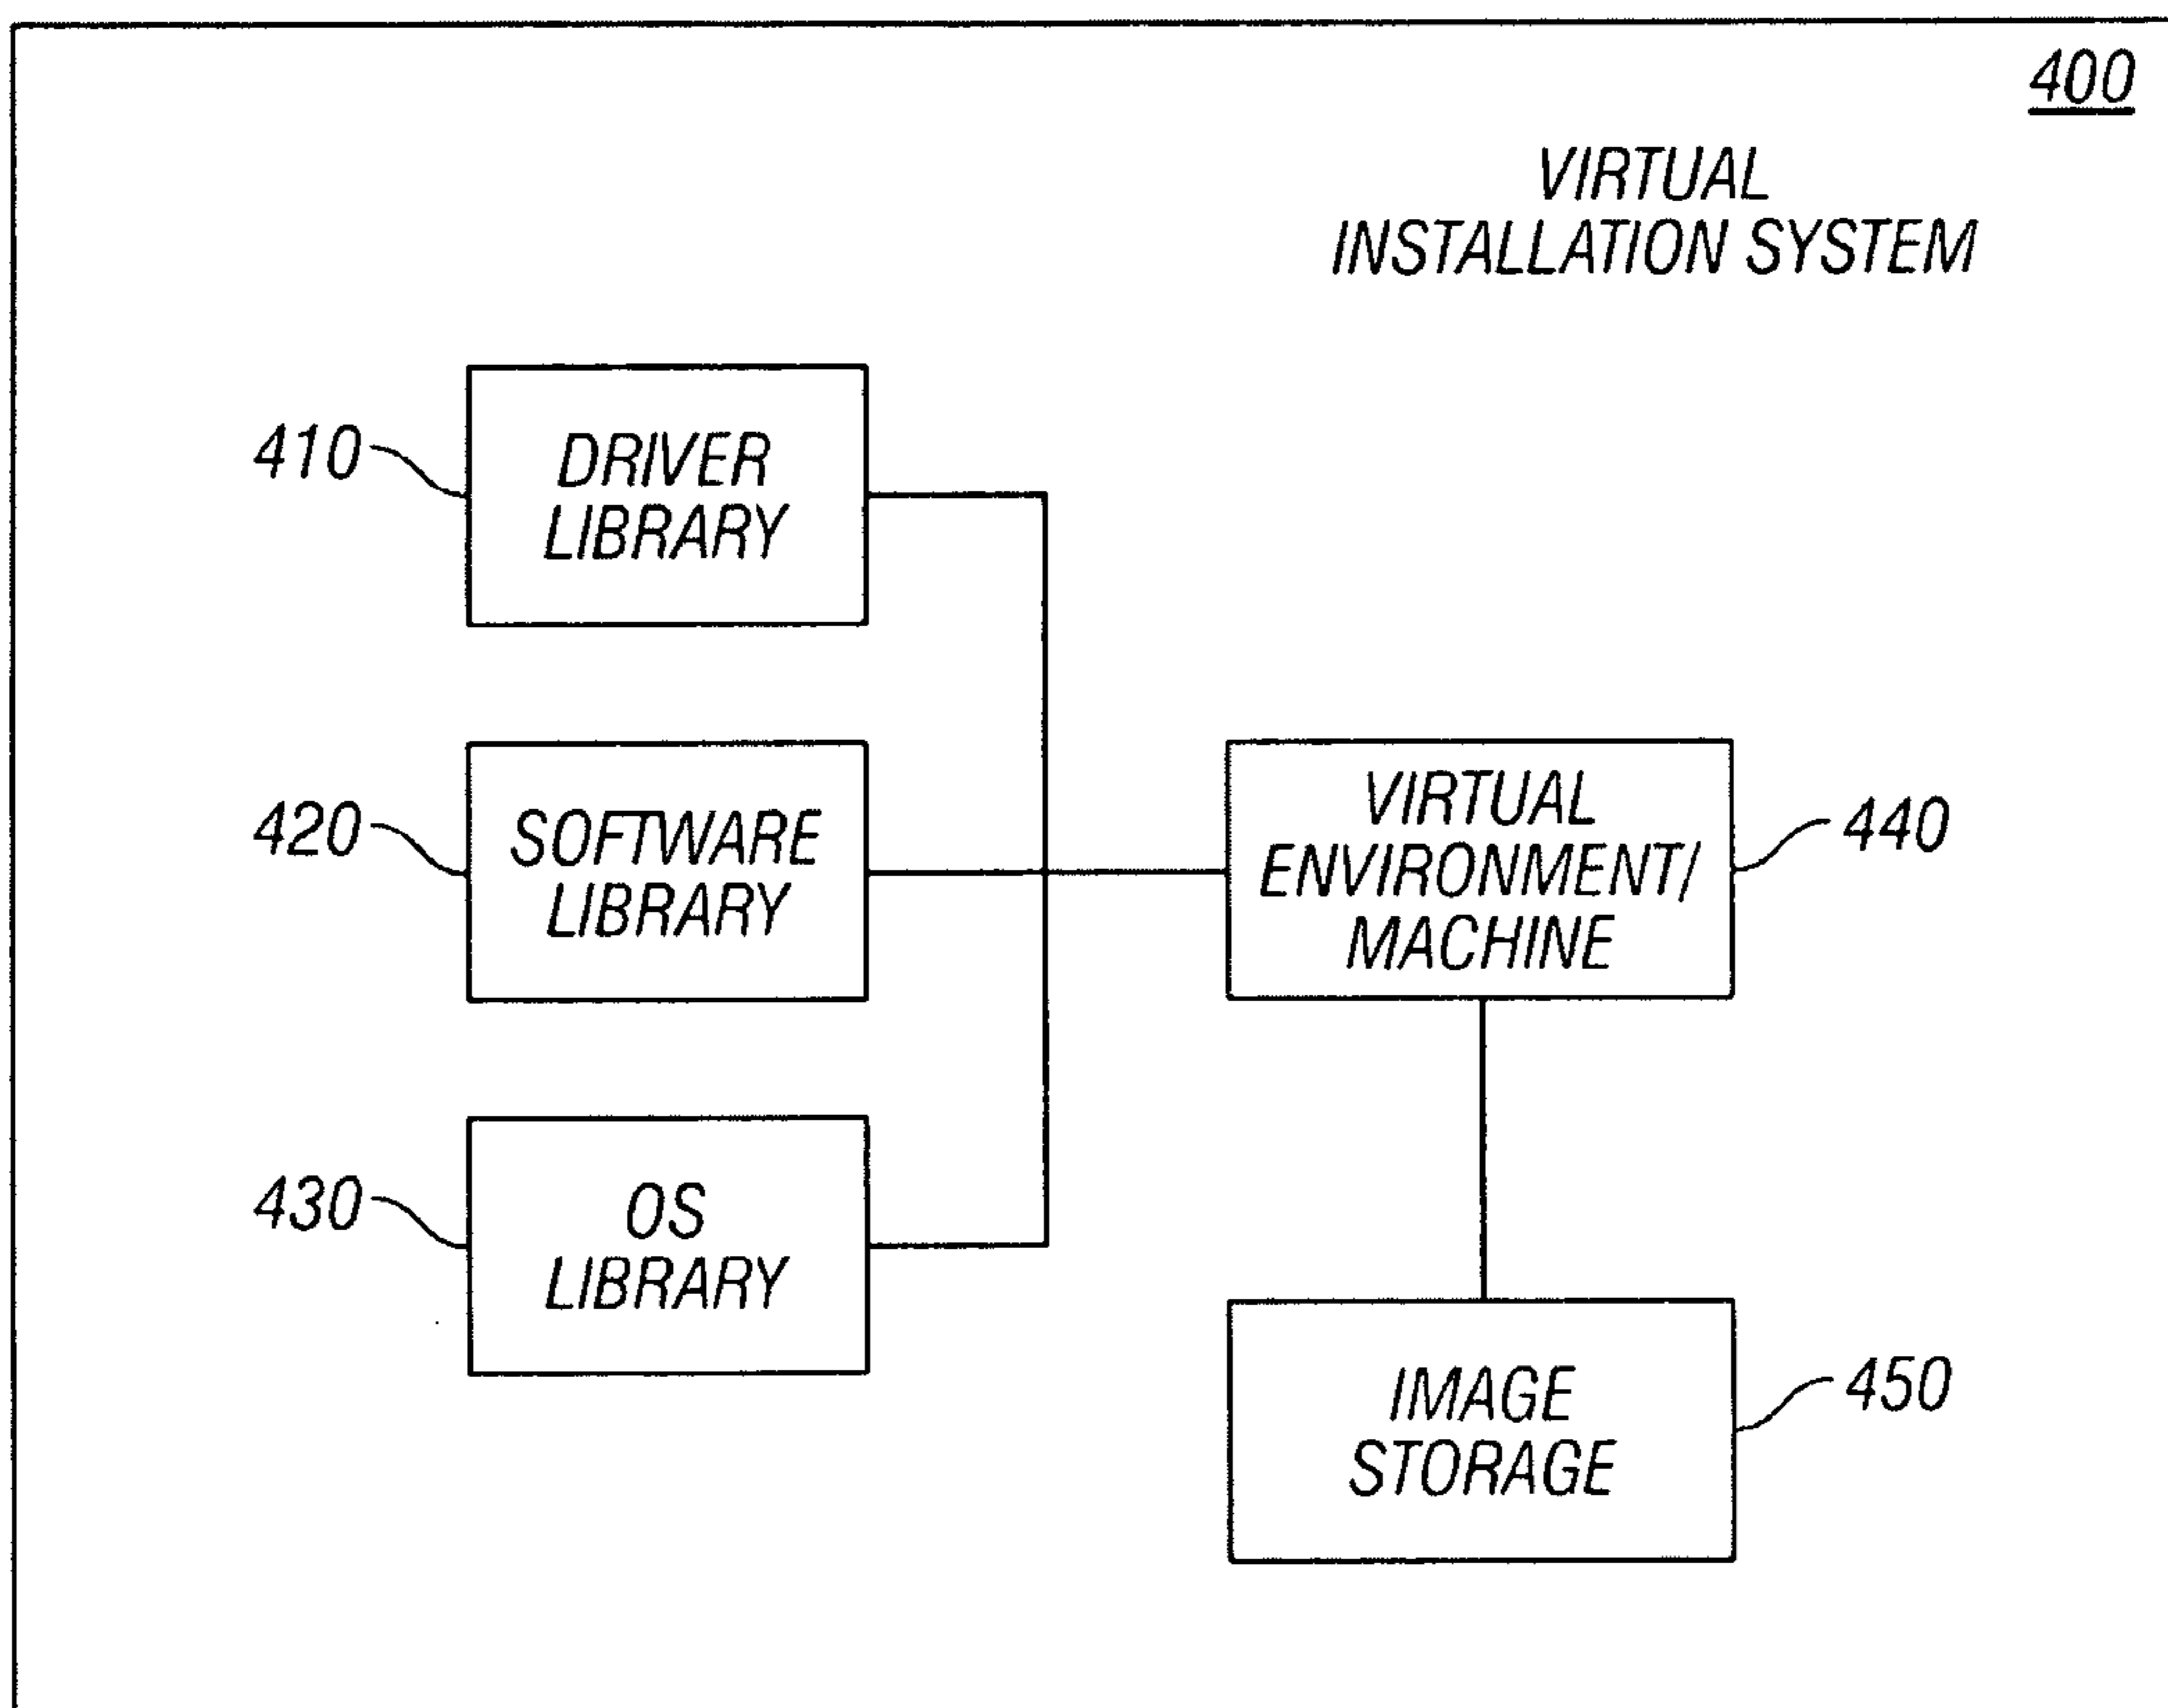 400
VIRTUAL
INSTALLATION SYSTEM
410
DRIVER
LIBRARY
420
SOFTWARE
LIBRARY
VIRTUAL
ENVIRONMENT/
MACHINE
440
430
OS
LIBRARY
IMAGE
STORAGE
450